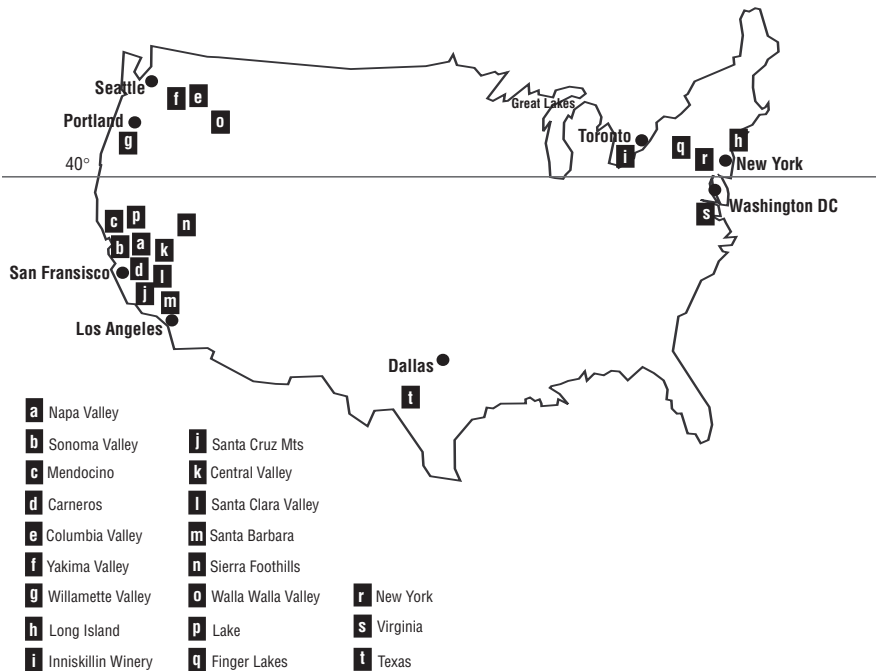 Seattle
f e
Great Lakes
o
Portland
Toronto
g
h
q
i
r
New York
40°
Washington DC
s
c p
n
b a
k
San Fransisco
d
l
j
m
Los Angeles
Dallas
t
a Napa Valley
b Sonoma Valley
c Mendocino
d Carneros
e Columbia Valley
f Yakima Valley
g Willamette Valley
h Long Island
i Inniskillin Winery
j Santa Cruz Mts
k Central Valley
l Santa Clara Valley
m Santa Barbara
n Sierra Foothills
o Walla Walla Valley
p Lake
q Finger Lakes
r New York
s Virginia
t Texas